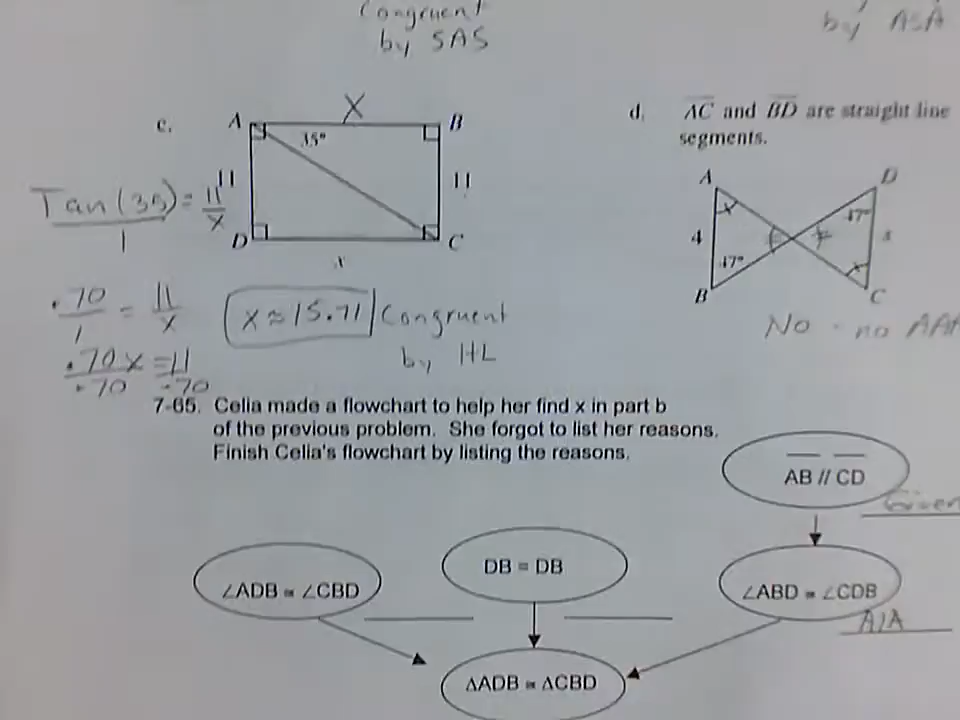 Congruent
by SAS
by ASA
c.
A
X
B
35°
11
11
D
C
x
Tan(35) = 11
1 x
.70 = 11
1 x
.70x = 11
.70 .70
x ≈ 15.71
Congruent
by HL
d. AC and BD are straight line
segments.
A
D
4
47°
47°
B
C
No - no
7-65. Celia made a flowchart to help her find x in part b
of the previous problem. She forgot to list her reasons.
Finish Celia's flowchart by listing the reasons.
AB // CD
Given
∠ADB ≅ ∠CBD
DB = DB
∠ABD ≅ ∠CDB
AIA
ΔADB ≅ ΔCBD